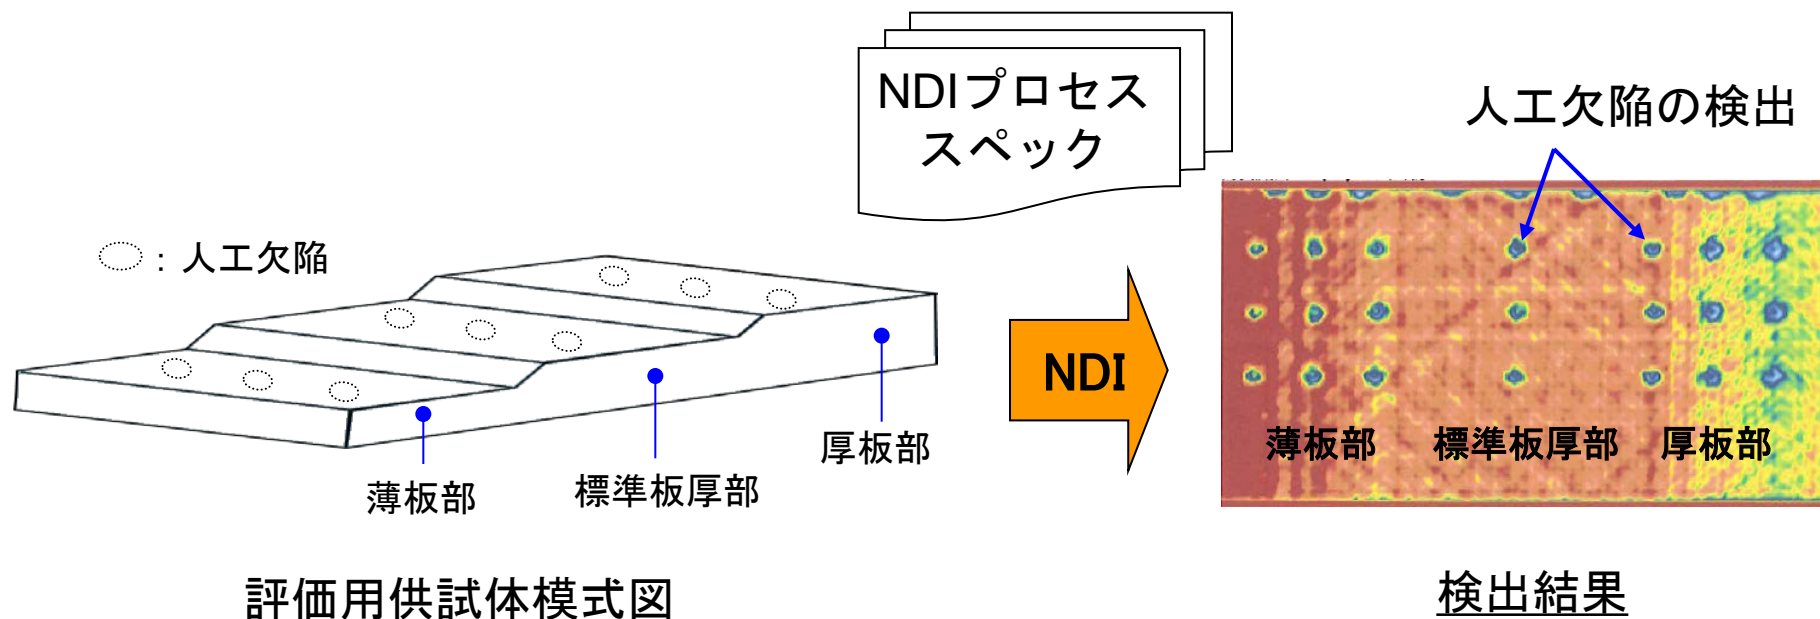 NDIプロセス
スペック
人工欠陥の検出
：人工欠陥
NDI
薄板部
標準板厚部
厚板部
薄板部 標準板厚部 厚板部
評価用供試体模式図
検出結果